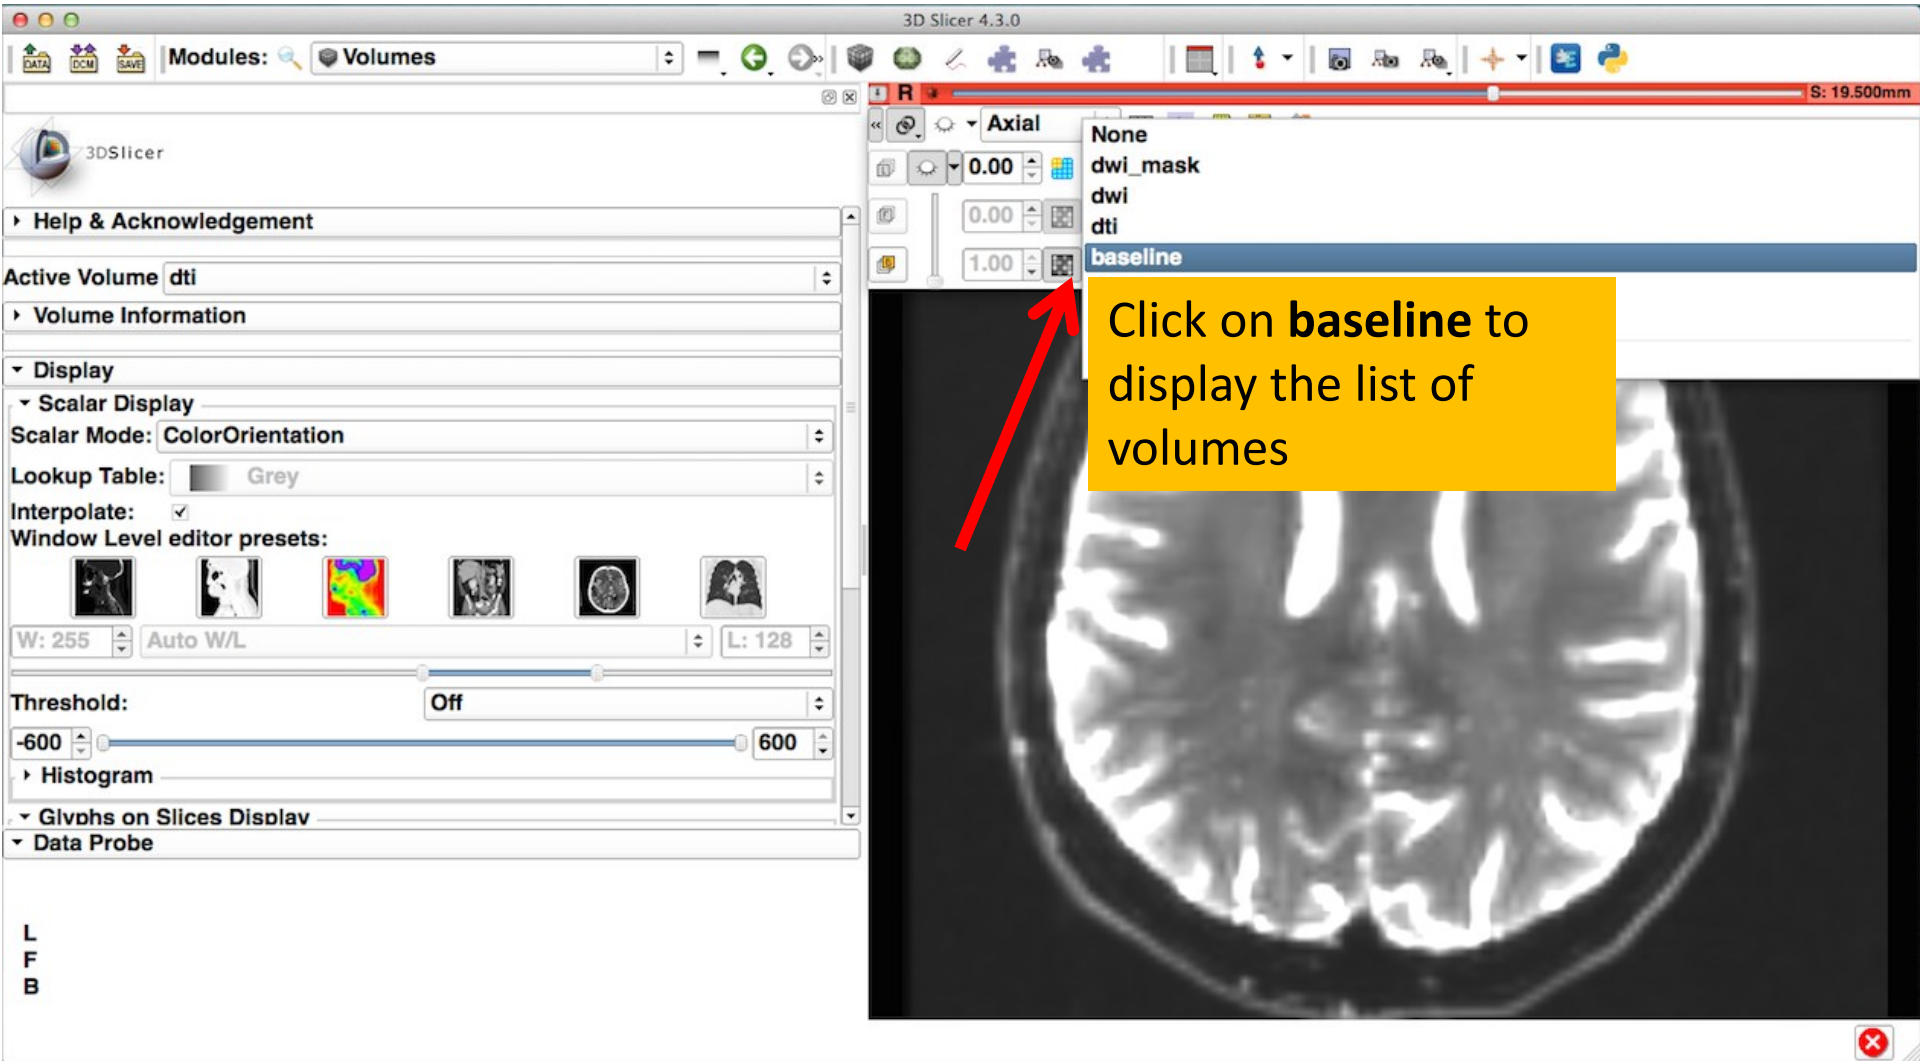 3D Slicer 4.3.0
DATA DCM SAVE Modules: Volumes
R S: 19.500mm
3DSlicer
Help & Acknowledgement
Active Volume dti
Volume Information
Display
Scalar Display
Scalar Mode: ColorOrientation
Lookup Table: Grey
Interpolate:
Window Level editor presets:
W: 255 Auto W/L L: 128
Threshold: Off
-600 600
Histogram
Glyphs on Slices Display
Data Probe
L
F
B
Axial
0.00
0.00
1.00
None
dwi_mask
dwi
dti
baseline
Click on baseline to
display the list of
volumes